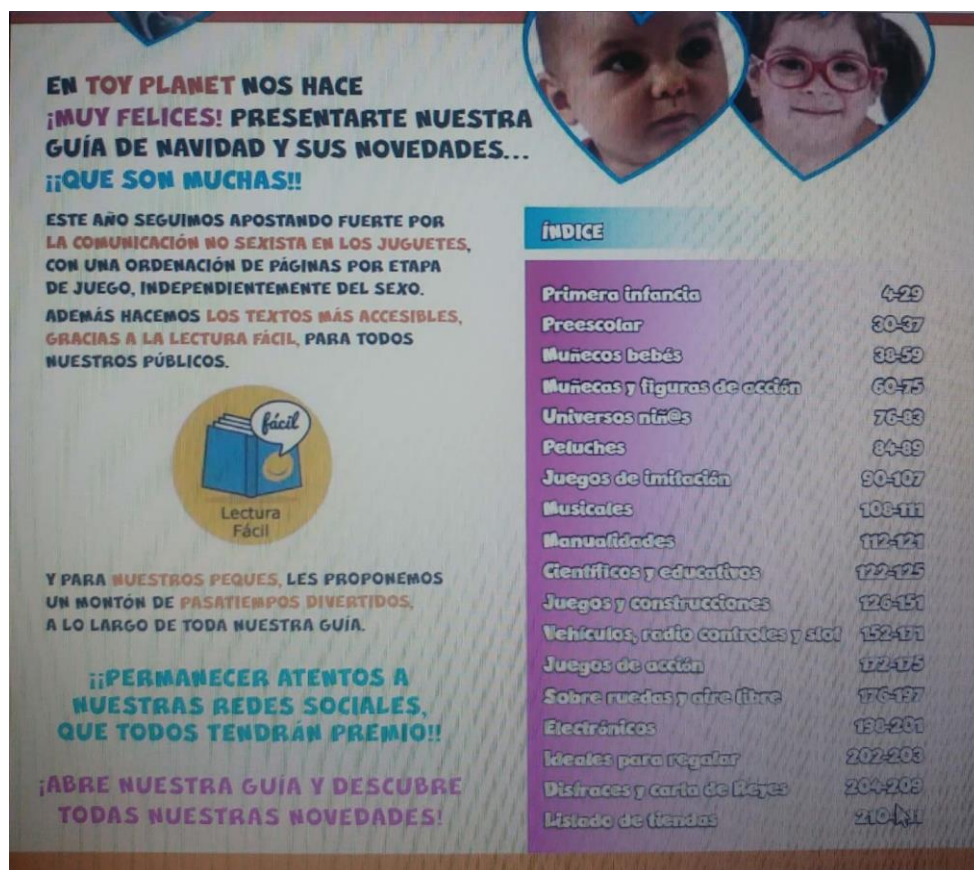 EN TOY PLANET NOS HACE
¡MUY FELICES! PRESENTARTE NUESTRA
GUÍA DE NAVIDAD Y SUS NOVEDADES...
¡¡QUE SON MUCHAS!!
ESTE AÑO SEGUIMOS APOSTANDO FUERTE POR
LA COMUNICACIÓN NO SEXISTA EN LOS JUGUETES,
CON UNA ORDENACIÓN DE PÁGINAS POR ETAPA
DE JUEGO, INDEPENDIENTEMENTE DEL SEXO.
ADEMÁS HACEMOS LOS TEXTOS MÁS ACCESIBLES,
GRACIAS A LA LECTURA FÁCIL, PARA TODOS
NUESTROS PÚBLICOS.
fácil
Lectura
Fácil
Y PARA NUESTROS PEQUES, LES PROPONEMOS
UN MONTÓN DE PASATIEMPOS DIVERTIDOS,
A LO LARGO DE TODA NUESTRA GUÍA.
¡¡PERMANECER ATENTOS A
NUESTRAS REDES SOCIALES,
QUE TODOS TENDRÁN PREMIO!!
¡ABRE NUESTRA GUÍA Y DESCUBRE
TODAS NUESTRAS NOVEDADES!
ÍNDICE
Primera infancia 4-29
Preescolar 30-37
Muñecos bebés 38-59
Muñecas y figuras de acción 60-75
Universos niñ@s 76-83
Peluches 84-89
Juegos de imitación 90-107
Musicales 108-111
Manualidades 112-121
Científicos y educativos 122-125
Juegos y construcciones 126-151
Vehículos, radio controles y slot 152-171
Juegos de acción 172-175
Sobre ruedas y aire libre 176-197
Electrónicos 198-201
Ideales para regalar 202-203
Disfraces y carta de Reyes 204-209
Listado de tiendas